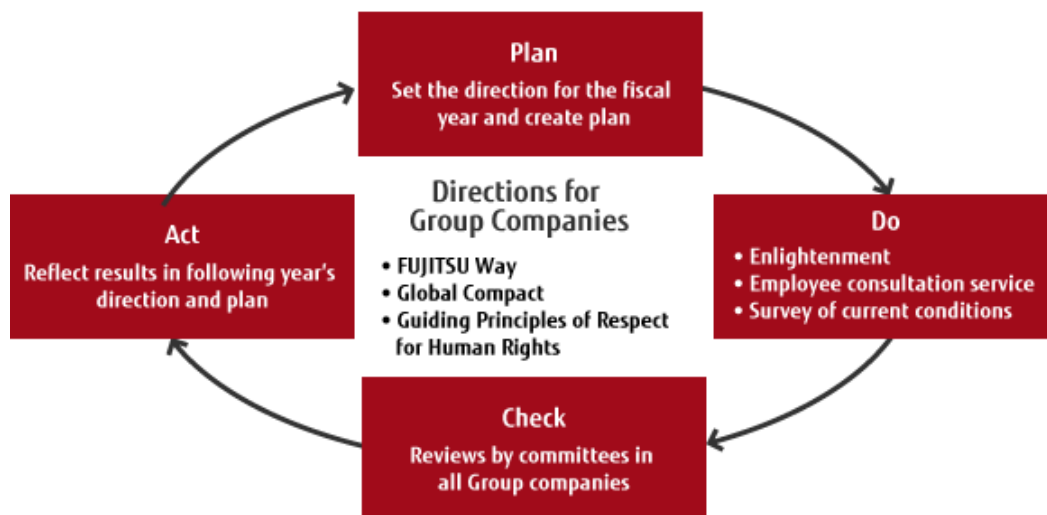 Plan
Set the direction for the fiscal
year and create plan
Directions for
Group Companies
• FUJITSU Way
• Global Compact
• Guiding Principles of Respect
for Human Rights
Do
• Enlightenment
• Employee consultation service
• Survey of current conditions
Check
Reviews by committees in
all Group companies
Act
Reflect results in following year's
direction and plan